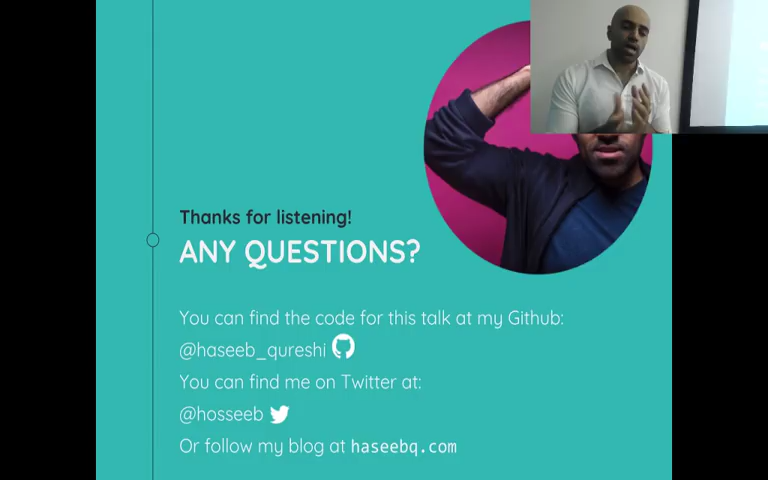 Thanks for listening!
ANY QUESTIONS?
You can find the code for this talk at my Github:
@haseeb_qureshi
You can find me on Twitter at:
@hosseeb
Or follow my blog at haseebq.com